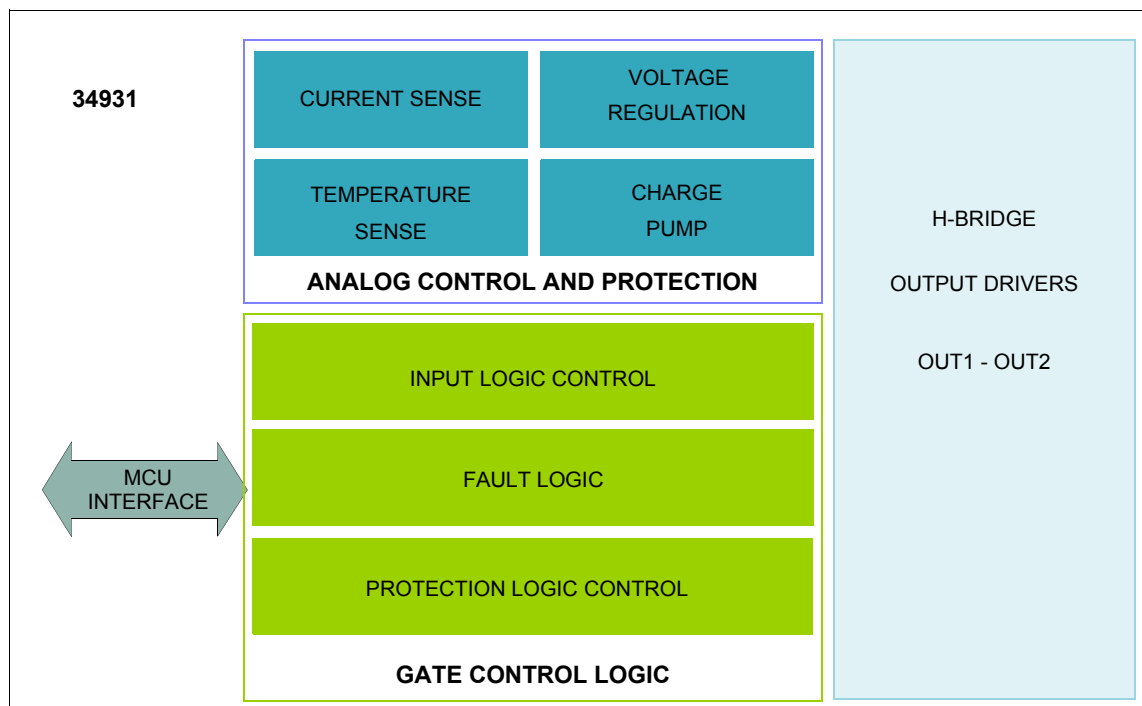 34931
CURRENT SENSE
VOLTAGE
REGULATION
TEMPERATURE
SENSE
CHARGE
PUMP
ANALOG CONTROL AND PROTECTION
INPUT LOGIC CONTROL
FAULT LOGIC
PROTECTION LOGIC CONTROL
GATE CONTROL LOGIC
MCU
INTERFACE
H-BRIDGE
OUTPUT DRIVERS
OUT1 - OUT2